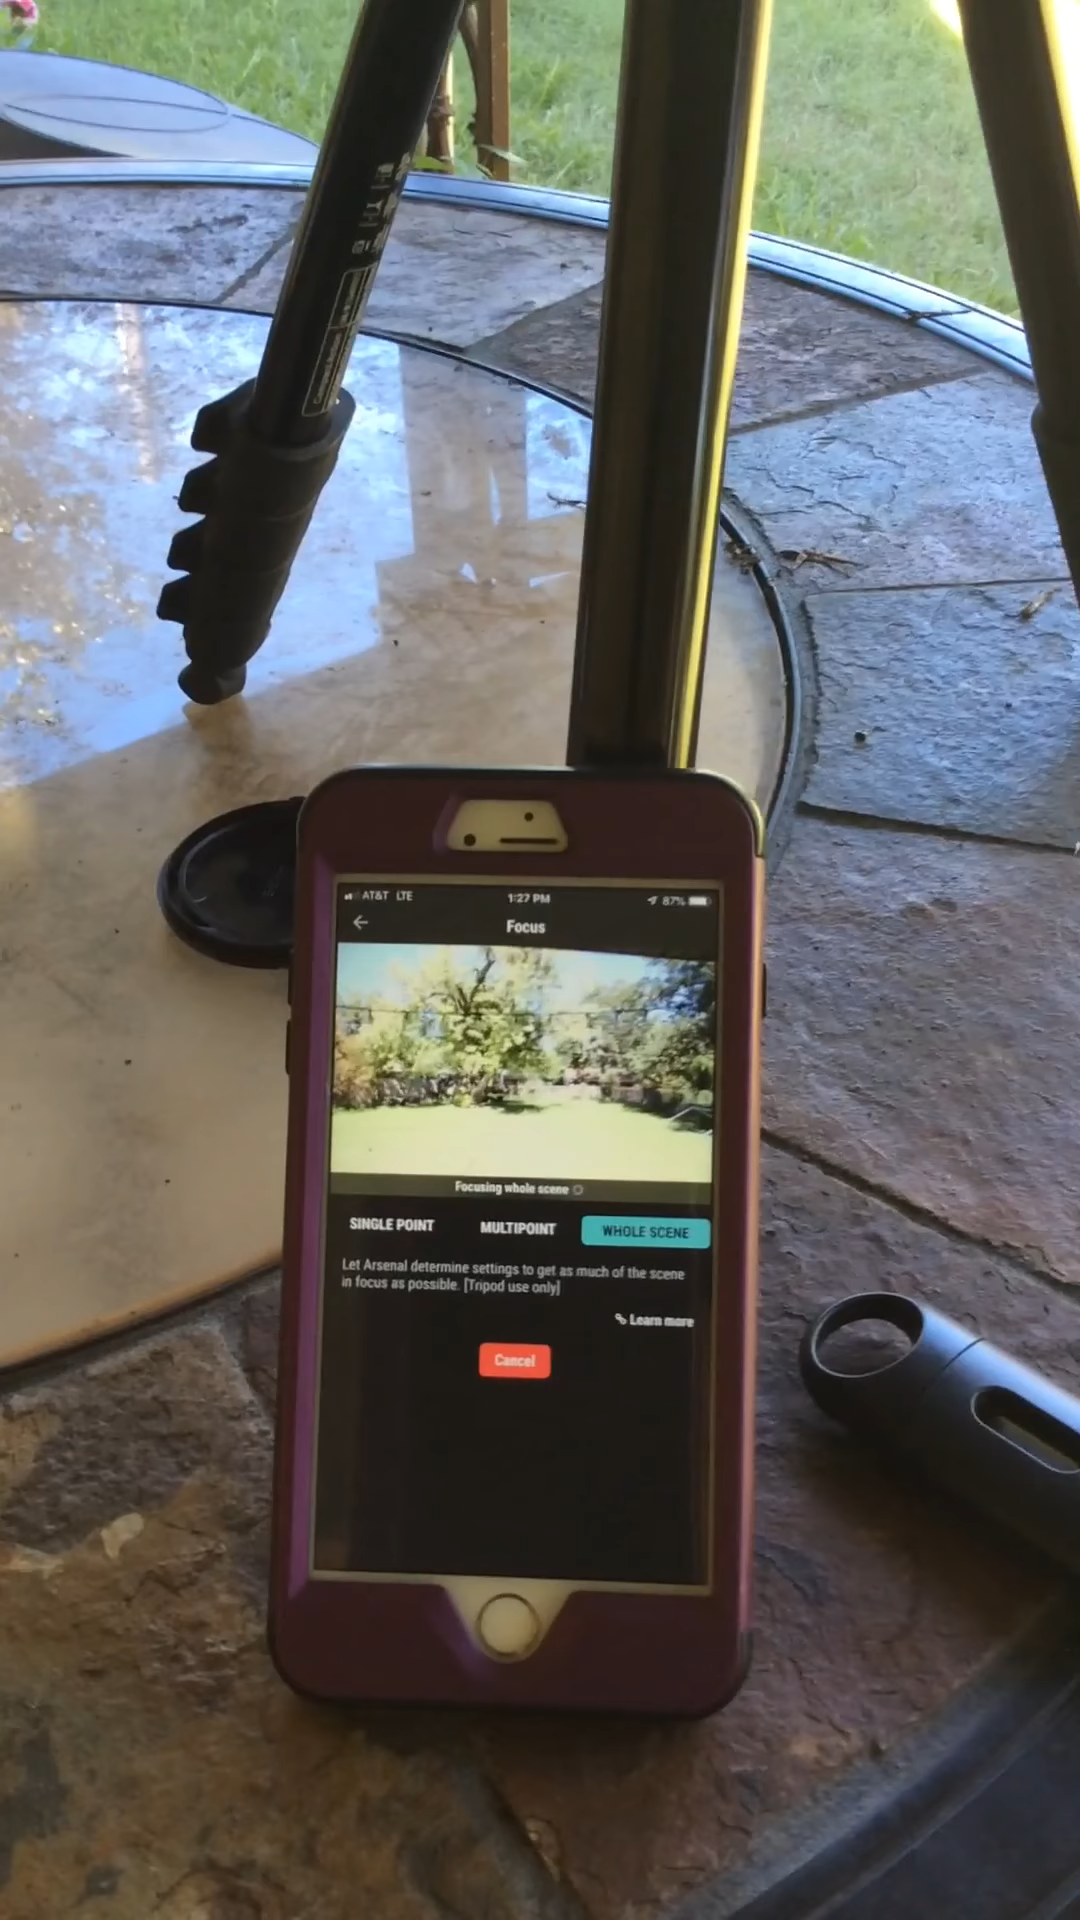 AT&T LTE 1:27 PM 87%
Focus
Focusing whole scene
SINGLE POINT MULTIPOINT WHOLE SCENE
Let Arsenal determine settings to get as much of the scene
in focus as possible. [Tripod use only]
Learn more
Cancel